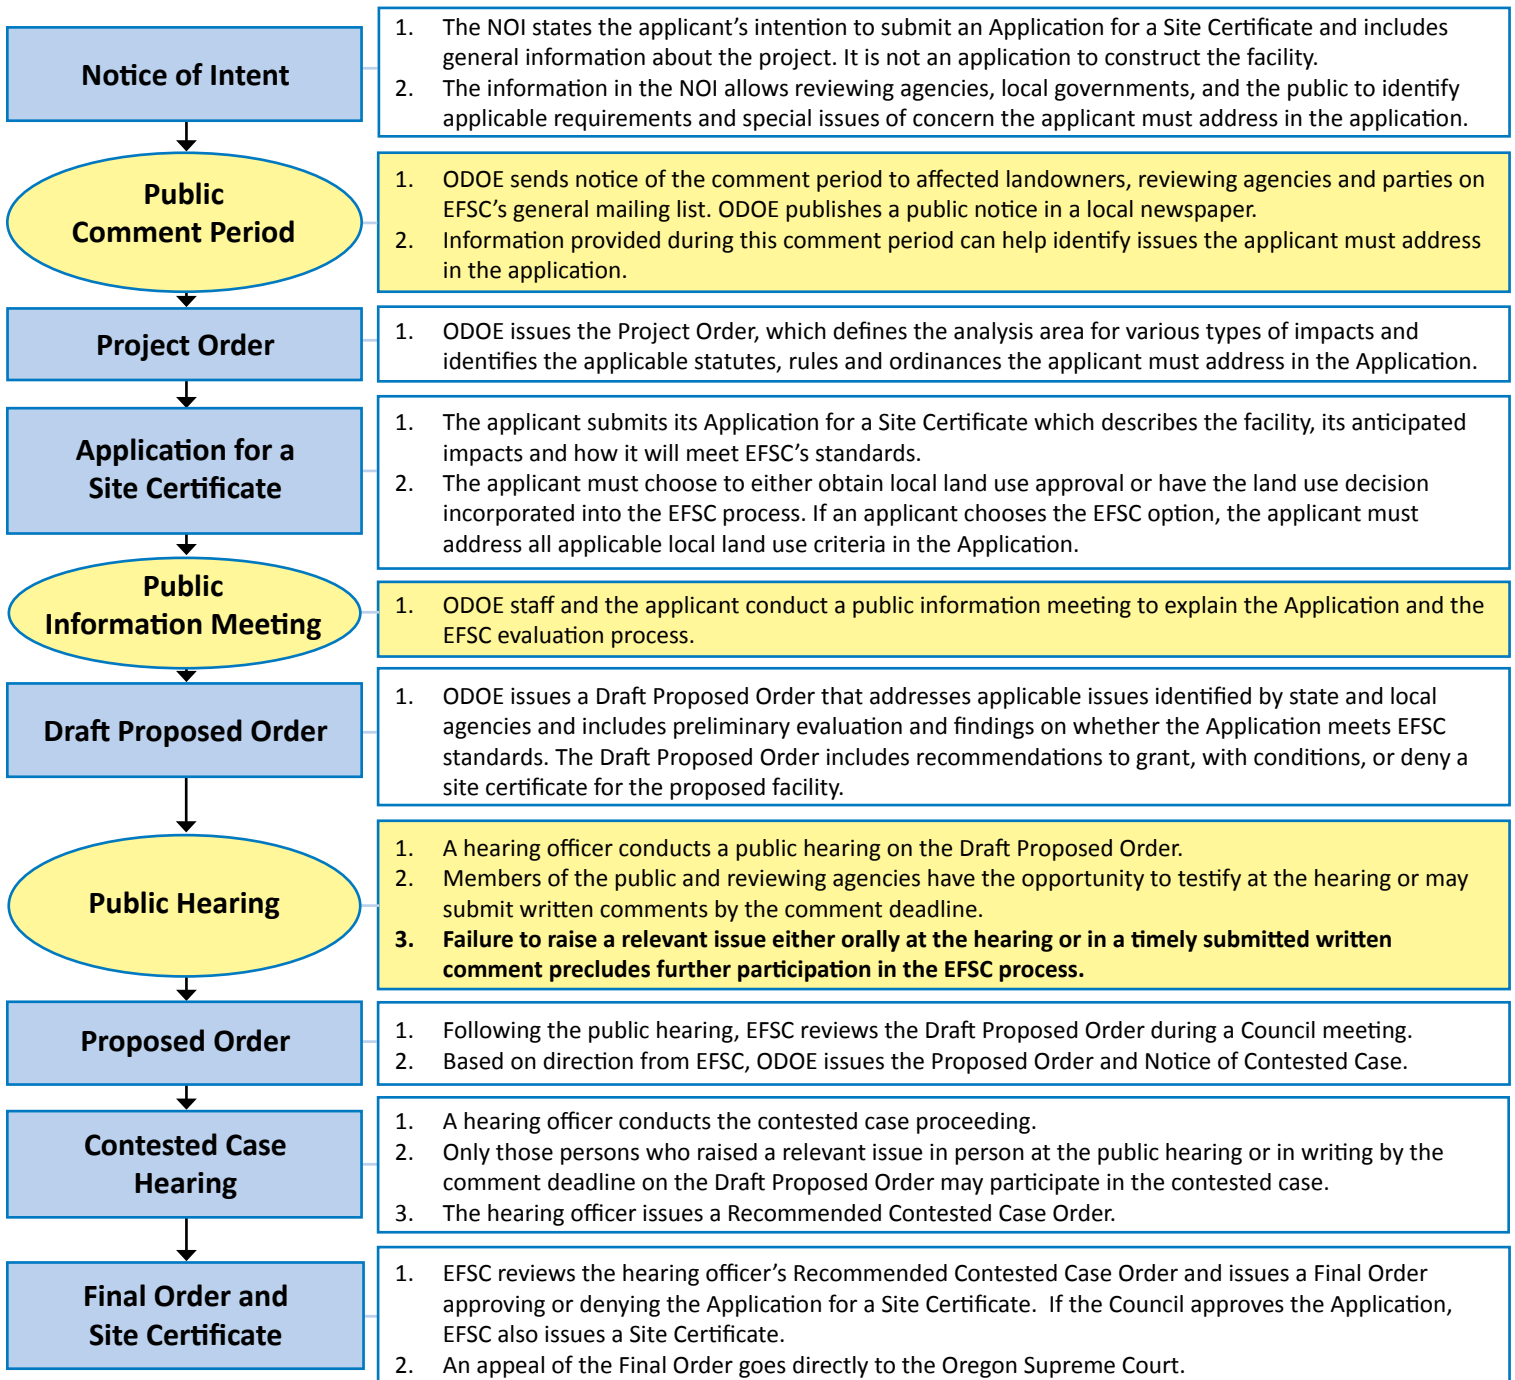 Notice of Intent
1. The NOI states the applicant's intention to submit an Application for a Site Certificate and includes
general information about the project. It is not an application to construct the facility.
2. The information in the NOI allows reviewing agencies, local governments, and the public to identify
applicable requirements and special issues of concern the applicant must address in the application.
Public
Comment Period
1. ODOE sends notice of the comment period to affected landowners, reviewing agencies and parties on
EFSC's general mailing list. ODOE publishes a public notice in a local newspaper.
2. Information provided during this comment period can help identify issues the applicant must address
in the application.
Project Order
1. ODOE issues the Project Order, which defines the analysis area for various types of impacts and
identifies the applicable statutes, rules and ordinances the applicant must address in the Application.
Application for a
Site Certificate
1. The applicant submits its Application for a Site Certificate which describes the facility, its anticipated
impacts and how it will meet EFSC's standards.
2. The applicant must choose to either obtain local land use approval or have the land use decision
incorporated into the EFSC process. If an applicant chooses the EFSC option, the applicant must
address all applicable local land use criteria in the Application.
Public
Information Meeting
1. ODOE staff and the applicant conduct a public information meeting to explain the Application and the
EFSC evaluation process.
Draft Proposed Order
1. ODOE issues a Draft Proposed Order that addresses applicable issues identified by state and local
agencies and includes preliminary evaluation and findings on whether the Application meets EFSC
standards. The Draft Proposed Order includes recommendations to grant, with conditions, or deny a
site certificate for the proposed facility.
Public Hearing
1. A hearing officer conducts a public hearing on the Draft Proposed Order.
2. Members of the public and reviewing agencies have the opportunity to testify at the hearing or may
submit written comments by the comment deadline.
3. Failure to raise a relevant issue either orally at the hearing or in a timely submitted written
comment precludes further participation in the EFSC process.
Proposed Order
1. Following the public hearing, EFSC reviews the Draft Proposed Order during a Council meeting.
2. Based on direction from EFSC, ODOE issues the Proposed Order and Notice of Contested Case.
Contested Case
Hearing
1. A hearing officer conducts the contested case proceeding.
2. Only those persons who raised a relevant issue in person at the public hearing or in writing by the
comment deadline on the Draft Proposed Order may participate in the contested case.
3. The hearing officer issues a Recommended Contested Case Order.
Final Order and
Site Certificate
1. EFSC reviews the hearing officer's Recommended Contested Case Order and issues a Final Order
approving or denying the Application for a Site Certificate. If the Council approves the Application,
EFSC also issues a Site Certificate.
2. An appeal of the Final Order goes directly to the Oregon Supreme Court.